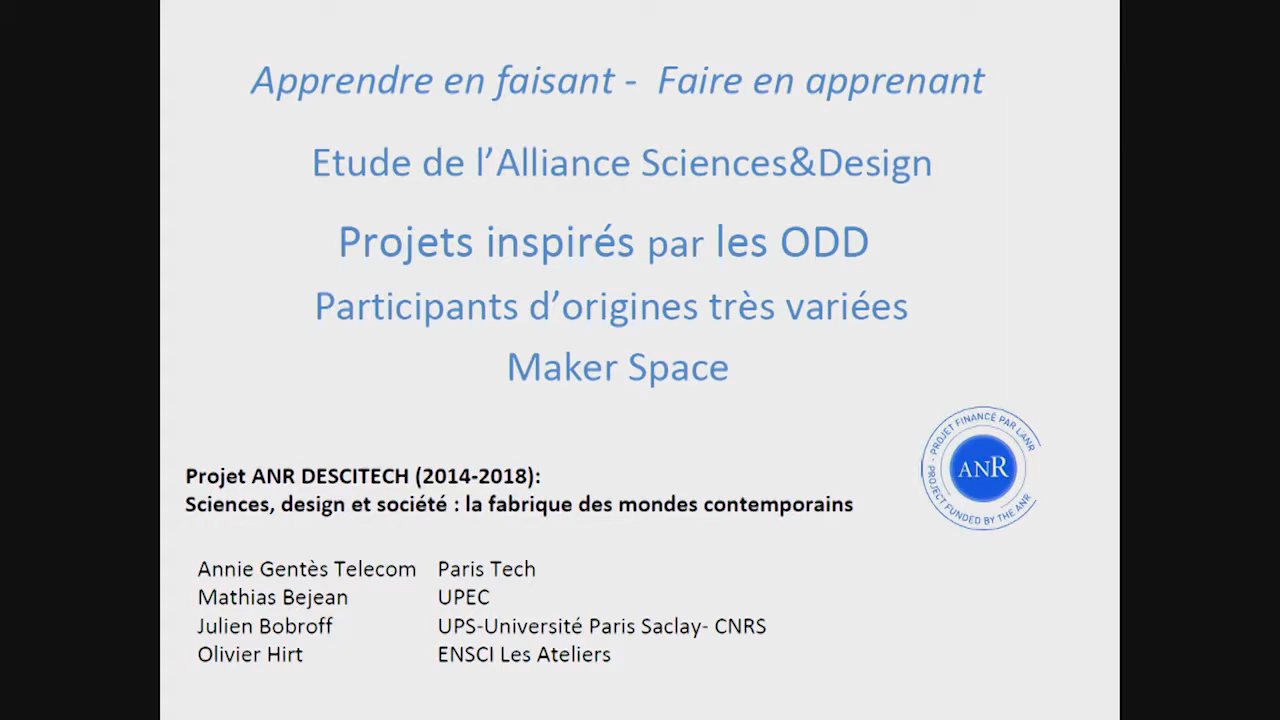 Apprendre en faisant - Faire en apprenant
Etude de l'Alliance Sciences&Design
Projets inspirés par les ODD
Participants d'origines très variées
Maker Space
- PROJET FINANCÉ PAR L'ANR
ANR
- PROJECT FUNDED BY THE ANR
Projet ANR DESCITECH (2014-2018):
Sciences, design et société : la fabrique des mondes contemporains
Annie Gentès Telecom Paris Tech
Mathias Bejean UPEC
Julien Bobroff UPS-Université Paris Saclay- CNRS
Olivier Hirt ENSCI Les Ateliers